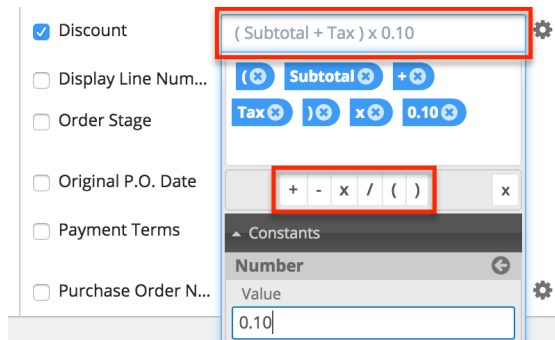 Discount
( Subtotal + Tax ) x 0.10
Display Line Num...
( Subtotal +
Tax ) x 0.10
Order Stage
Original P.O. Date
+ - x / ( ) x
Payment Terms
Constants
Number
Purchase Order N...
Value
0.10